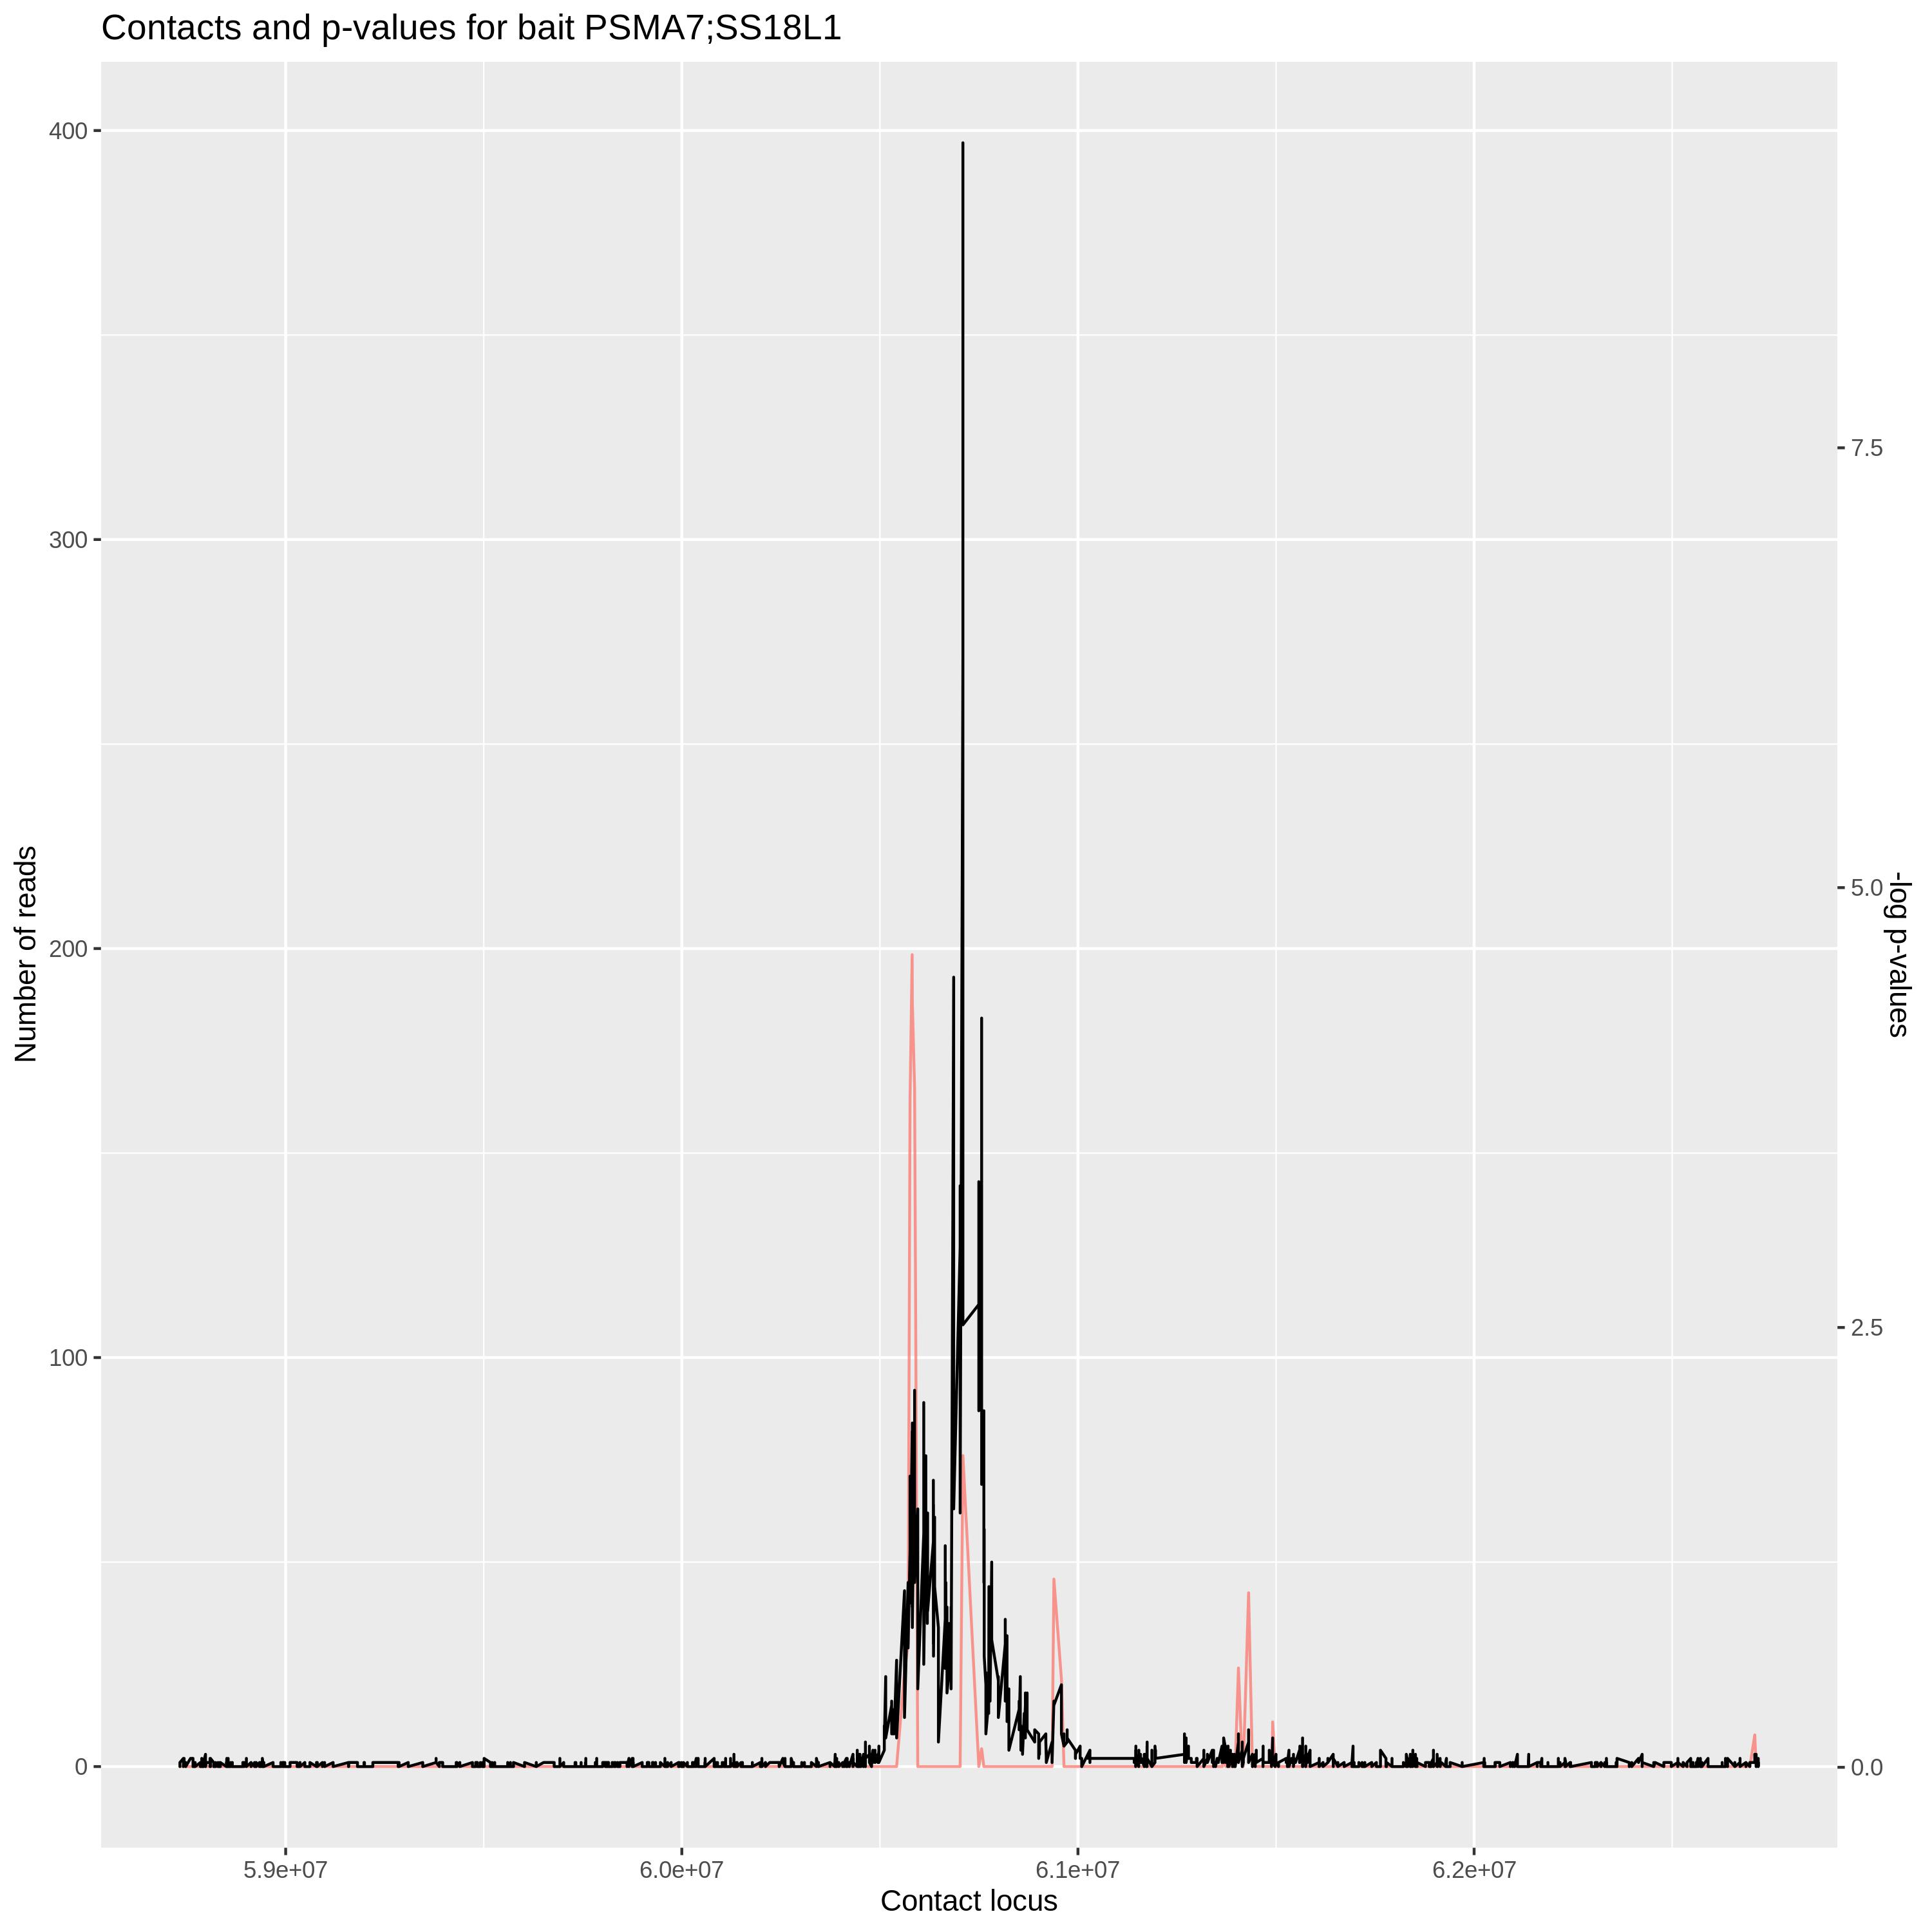 Contacts and p-values for bait PSMA7;SS18L1
400
300
200
100
0
Number of reads
7.5
5.0
2.5
0.0
-log p-values
5.9e+07
6.0e+07
6.1e+07
6.2e+07
Contact locus